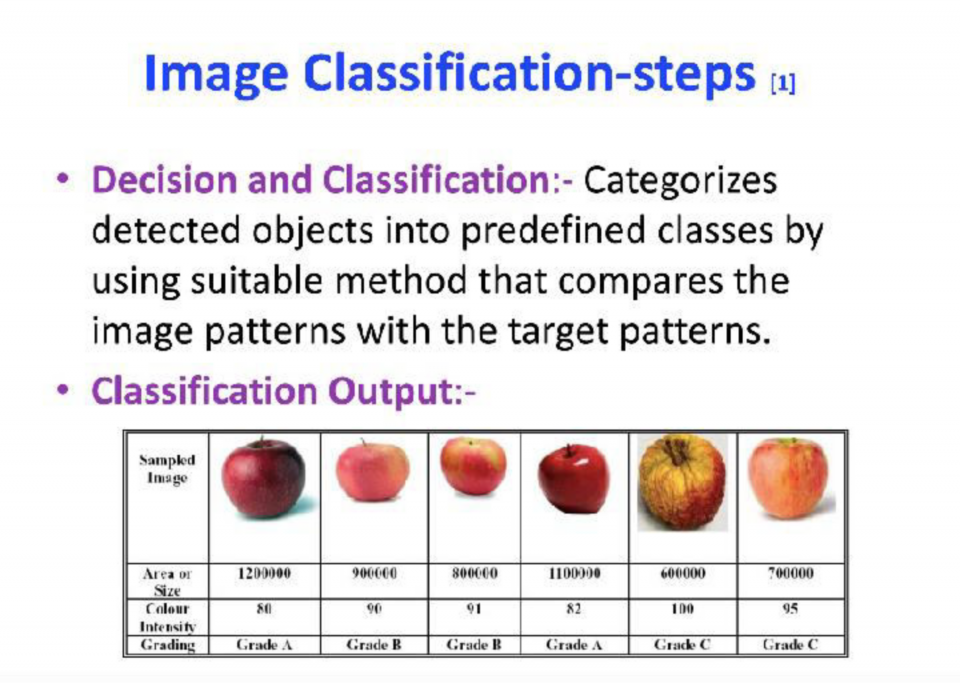 Image Classification-steps [1]
• Decision and Classification:- Categorizes
detected objects into predefined classes by
using suitable method that compares the
image patterns with the target patterns.
• Classification Output:-
Sampled
Image
Area or
Size
1200000 900000 800000 1100000 600000 700000
Colour
Intensity
80 90 91 82 100 95
Grading Grade A Grade B Grade B Grade A Grade C Grade C